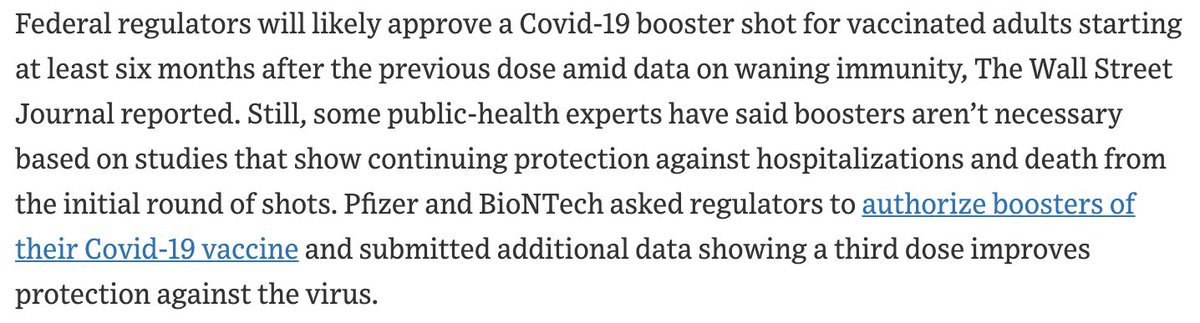 Federal regulators will likely approve a Covid-19 booster shot for vaccinated adults starting
at least six months after the previous dose amid data on waning immunity, The Wall Street
Journal reported. Still, some public-health experts have said boosters aren’t necessary
based on studies that show continuing protection against hospitalizations and death from
the initial round of shots. Pfizer and BioNTech asked regulators to authorize boosters of
their Covid-19 vaccine and submitted additional data showing a third dose improves
protection against the virus.